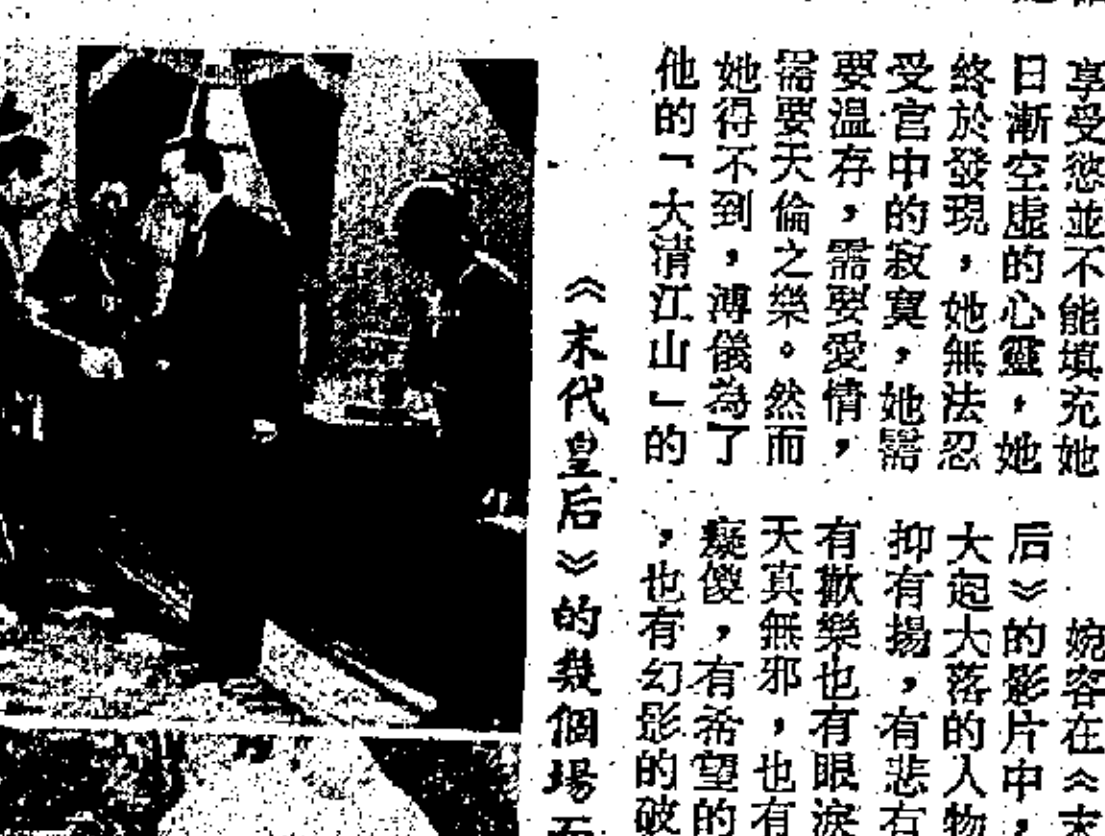 享受慾並不能填充她
日漸空虛的心靈，她
終於發現，她無法忍
受宮中的寂寞，她需
要溫存，需要愛情，
需要天倫之樂。然而
她得不到，溥儀為了
他的「大清江山」的
婉容在《末
后》的影片中，
大起大落的人物
抑有揚，有悲有
有歡樂也有眼淚
天真無邪，也有
癡傻，有希望的
，也有幻影的破
《末代皇后》的幾個場面